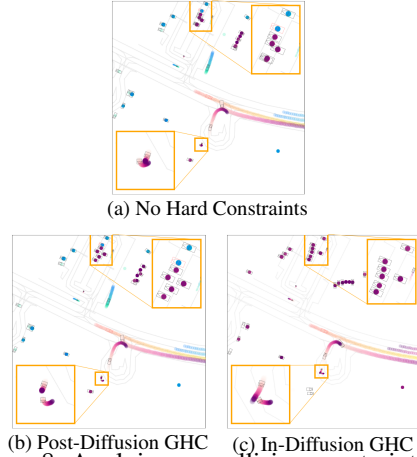 (a) No Hard Constraints
(b) Post-Diffusion GHC
(c) In-Diffusion GHC